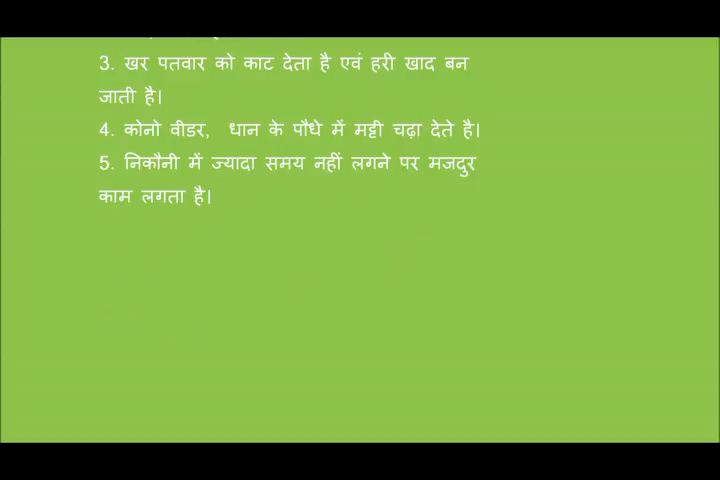 3. खर पतवार को काट देता है एवं हरी खाद बन
जाती है।
4. कोनो वीडर, धान के पौधे में मट्टी चढ़ा देते है।
5. निकौनी में ज्यादा समय नहीं लगने पर मजदुर
काम लगता है।